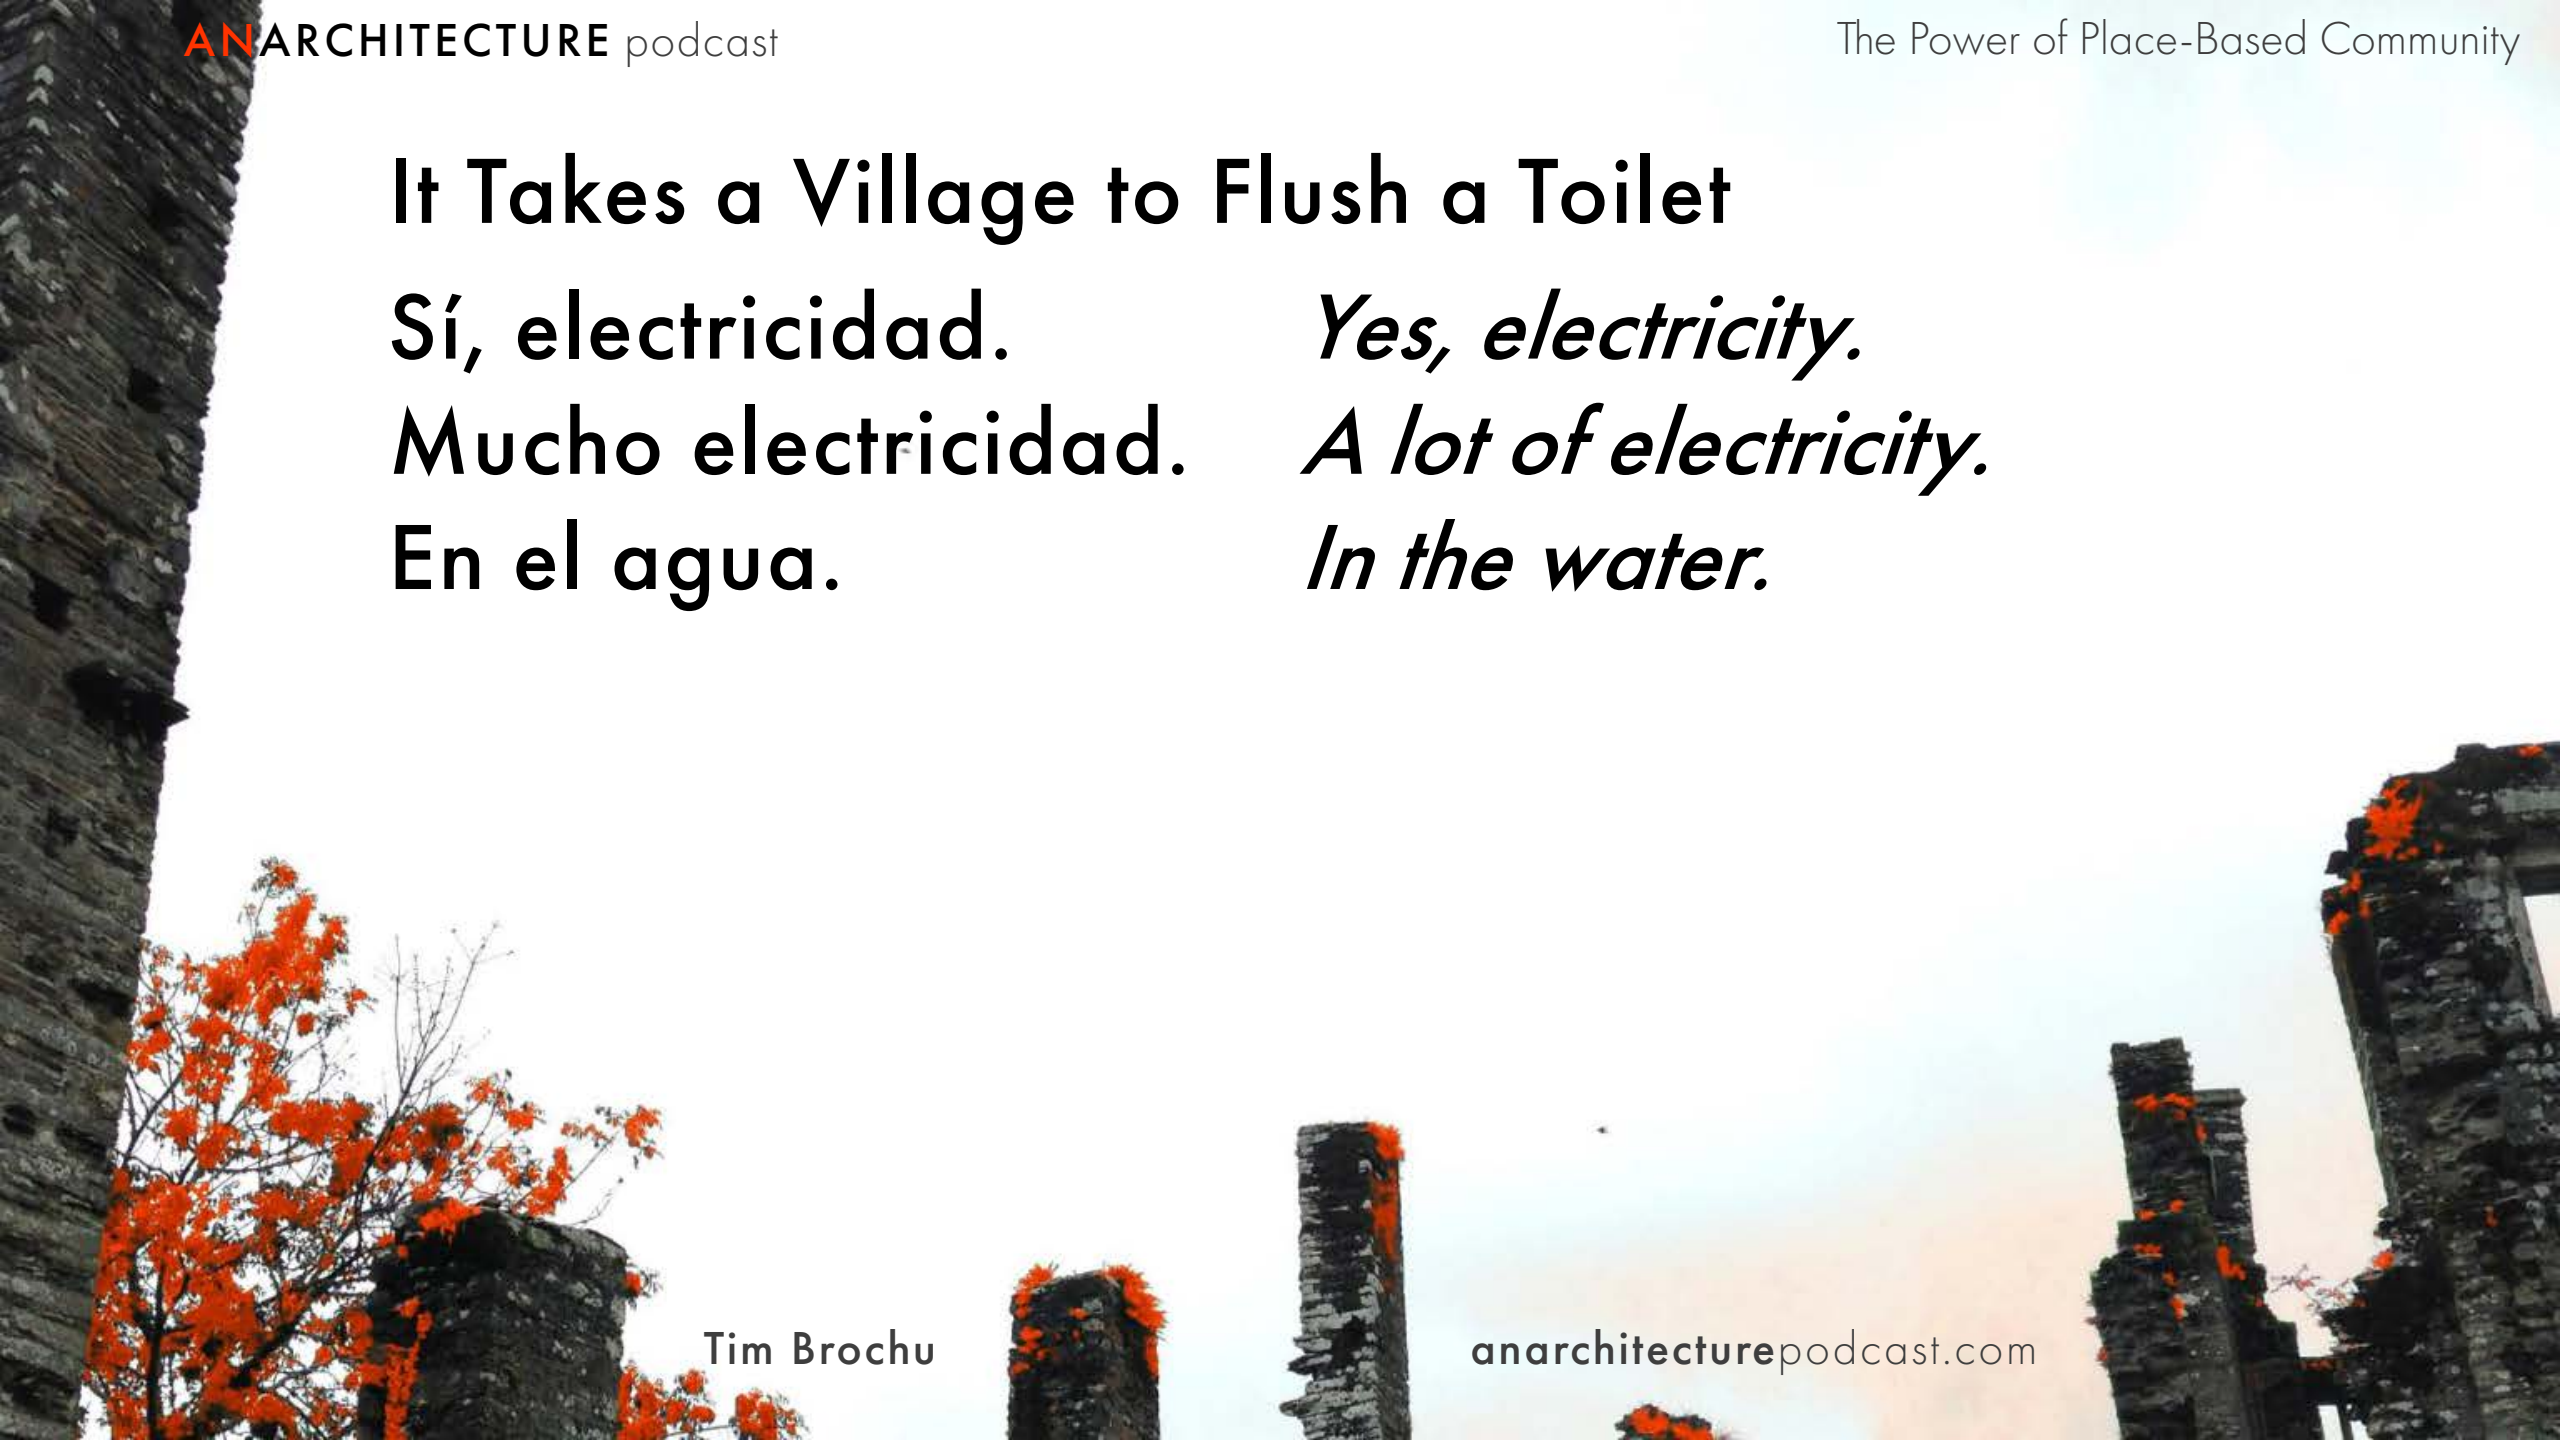 ANARCHITECTURE podcast
The Power of Place-Based Community
It Takes a Village to Flush a Toilet
Sí, electricidad.
Yes, electricity.
Mucho electricidad.
A lot of electricity.
En el agua.
In the water.
Tim Brochu
anarchitecturepodcast.com